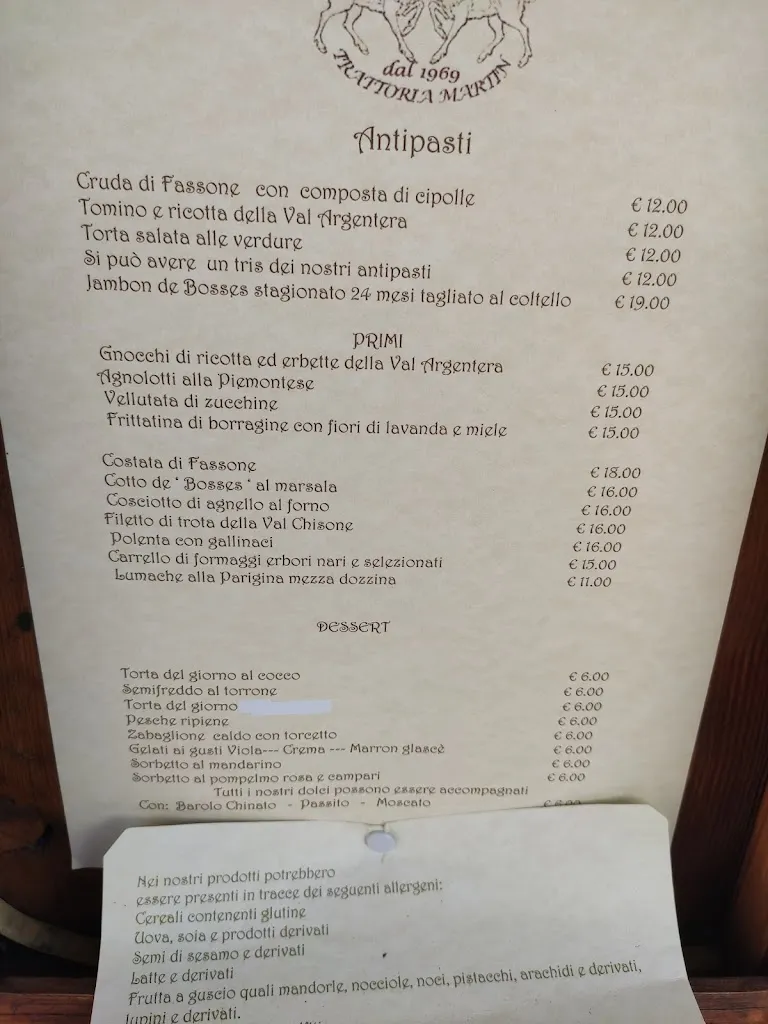 dal 1969
TRATTORIA MARTIN
Antipasti
Cruda di Fassone con composta di cipolle € 12.00
Tomino e ricotta della Val Argentera € 12.00
Torta salata alle verdure € 12.00
Si può avere un tris dei nostri antipasti € 12.00
Jambon de Bosses stagionato 24 mesi tagliato al coltello € 19.00
PRIMI
Gnocchi di ricotta ed erbette della Val Argentera € 15.00
Agnolotti alla Piemontese € 15.00
Vellutata di zucchine € 15.00
Frittatina di borragine con fiori di lavanda e miele € 15.00
Costata di Fassone € 18.00
Cotto de ' Bosses ' al marsala € 16.00
Cosciotto di agnello al forno € 16.00
Filetto di trota della Val Chisone € 16.00
Polenta con gallinaci € 16.00
Carrello di formaggi erbori nari e selezionati € 15.00
Lumache alla Parigina mezza dozzina € 11.00
DESSERT
Torta del giorno al cocco € 6.00
Semifreddo al torrone € 6.00
Torta del giorno € 6.00
Pesche ripiene € 6.00
Zabaglione caldo con torcetto € 6.00
Gelati ai gusti Viola--- Crema --- Marron glascè € 6.00
Sorbetto al mandarino € 6.00
Sorbetto al pompelmo rosa e campari € 6.00
Tutti i nostri dolci possono essere accompagnati
Con: Barolo Chinato - Passito - Moscato € 6.00
Nei nostri prodotti potrebbero
essere presenti in tracce dei seguenti allergeni:
Cereali contenenti glutine
Uova, soia e prodotti derivati
Semi di sesamo e derivati
Latte e derivati
Frutta a guscio quali mandorle, nocciole, noci, pistacchi, arachidi e derivati,
lupini e derivati.